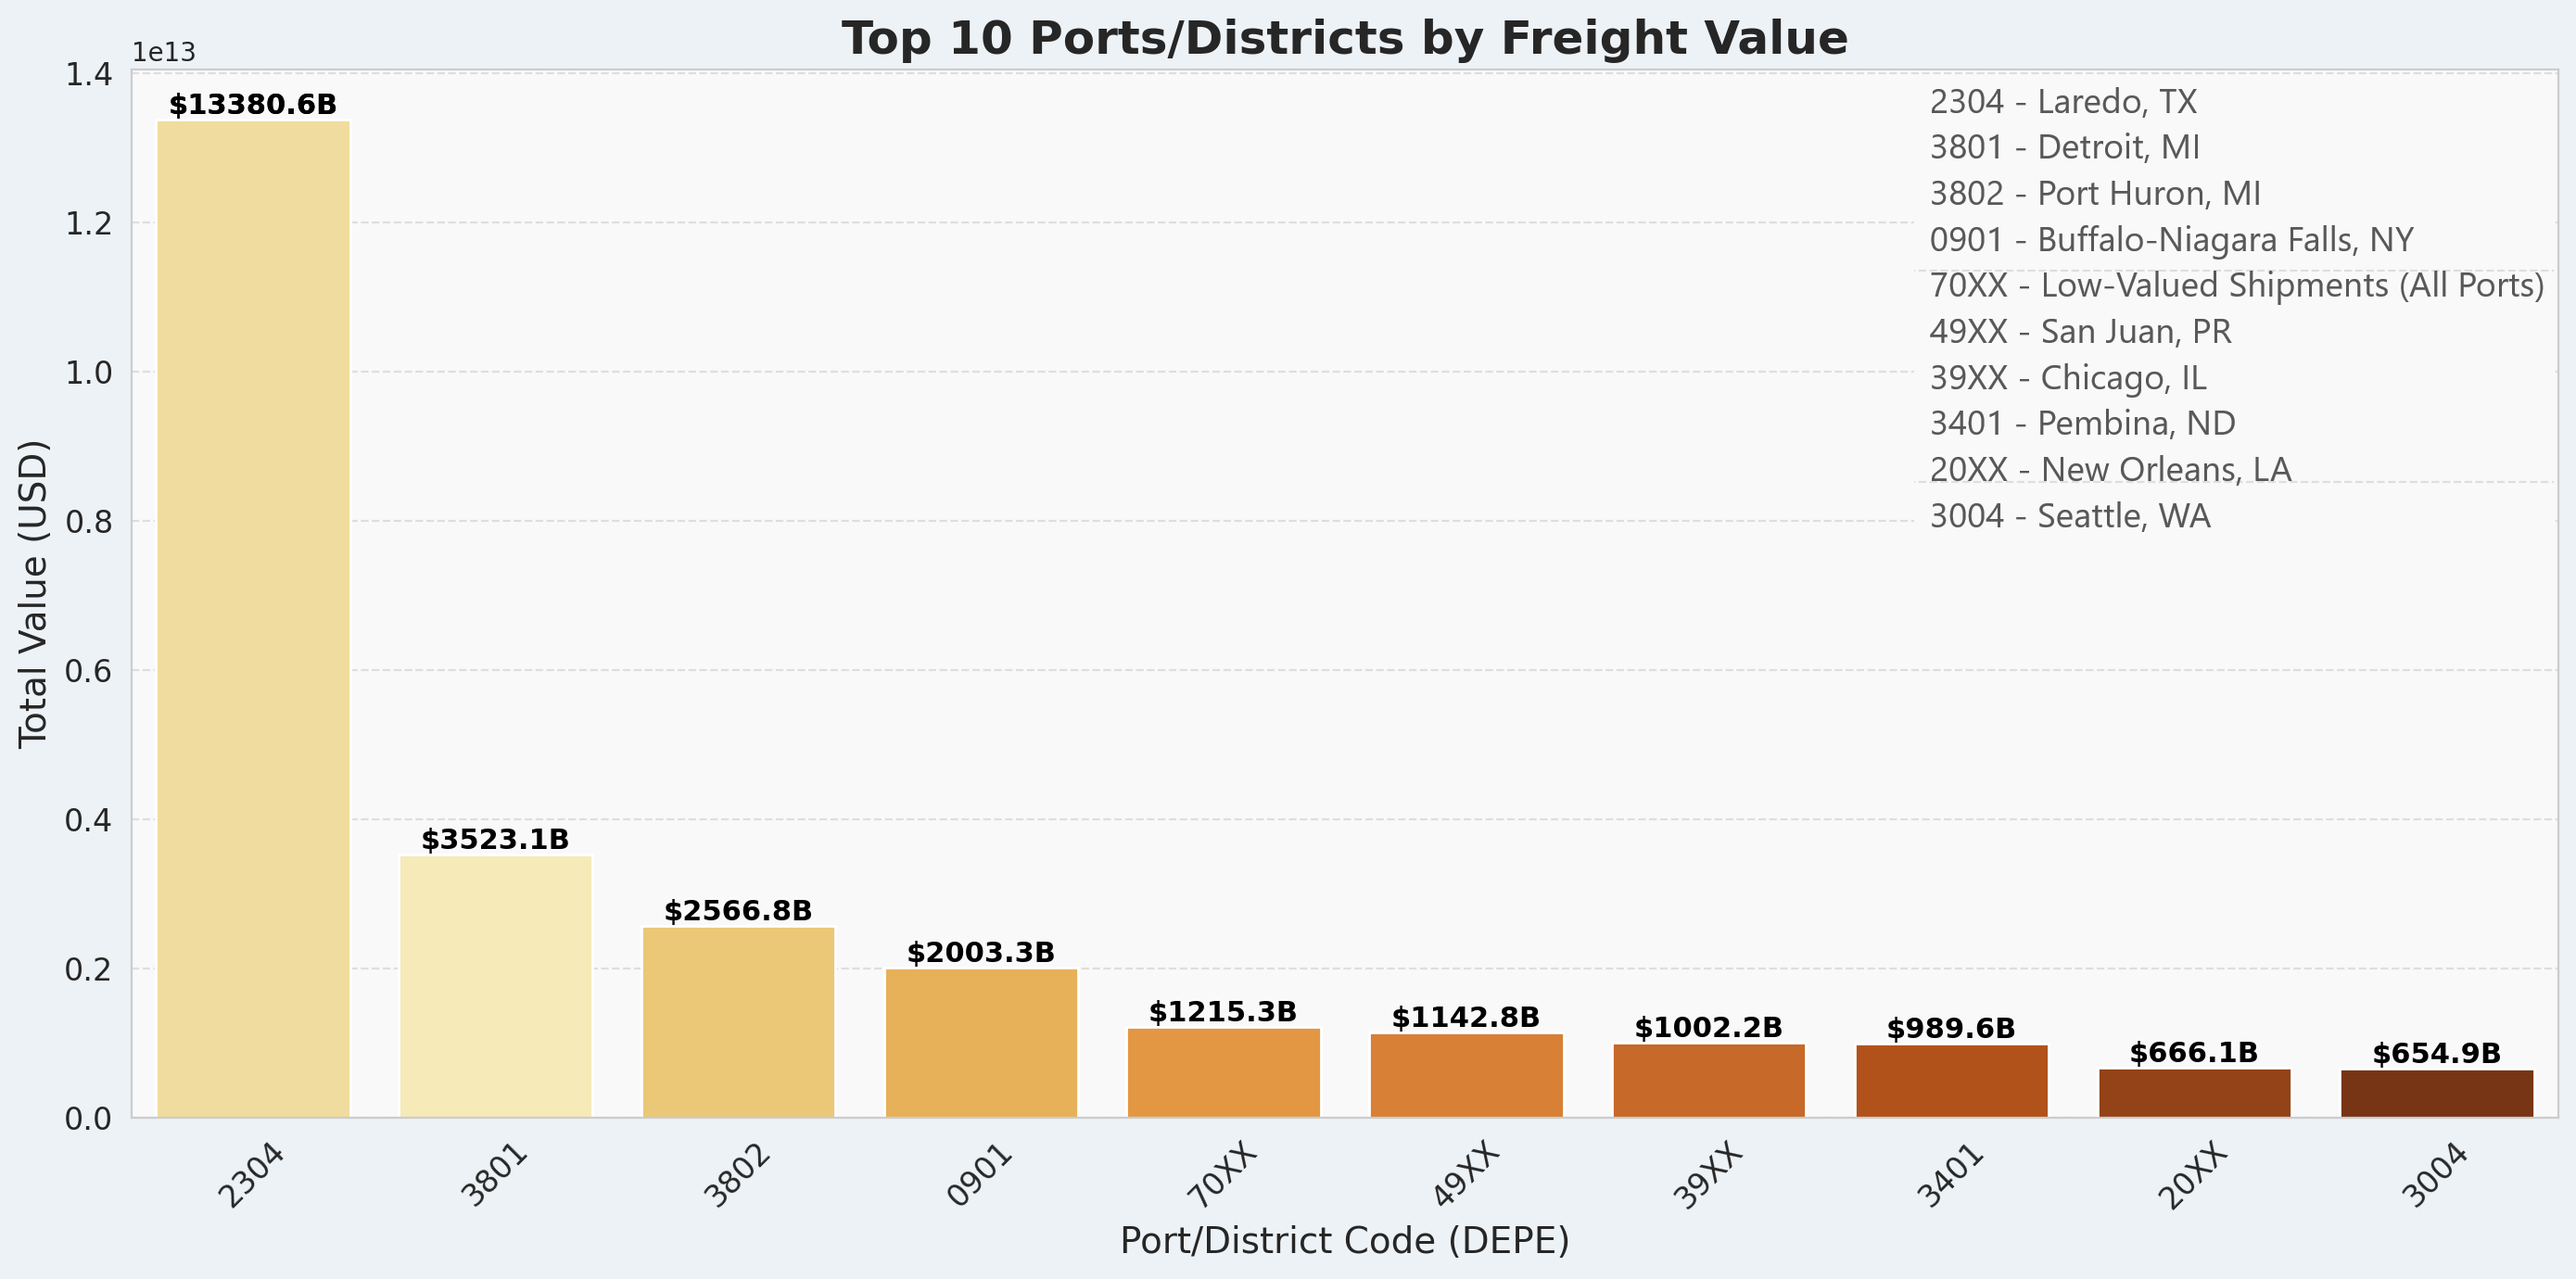 Top 10 Ports/Districts by Freight Value
1e13
1.4
1.2
1.0
0.8
0.6
0.4
0.2
0.0
Total Value (USD)
$13380.6B
$3523.1B
$2566.8B
$2003.3B
$1215.3B
$1142.8B
$1002.2B
$989.6B
$666.1B
$654.9B
2304 - Laredo, TX
3801 - Detroit, MI
3802 - Port Huron, MI
0901 - Buffalo-Niagara Falls, NY
70XX - Low-Valued Shipments (All Ports)
49XX - San Juan, PR
39XX - Chicago, IL
3401 - Pembina, ND
20XX - New Orleans, LA
3004 - Seattle, WA
2304
3801
3802
0901
70XX
49XX
39XX
3401
20XX
3004
Port/District Code (DEPE)